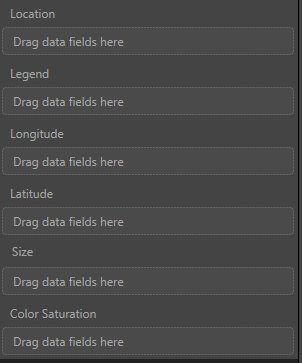 Location
Drag data fields here
Legend
Drag data fields here
Longitude
Drag data fields here
Latitude
Drag data fields here
Size
Drag data fields here
Color Saturation
Drag data fields here